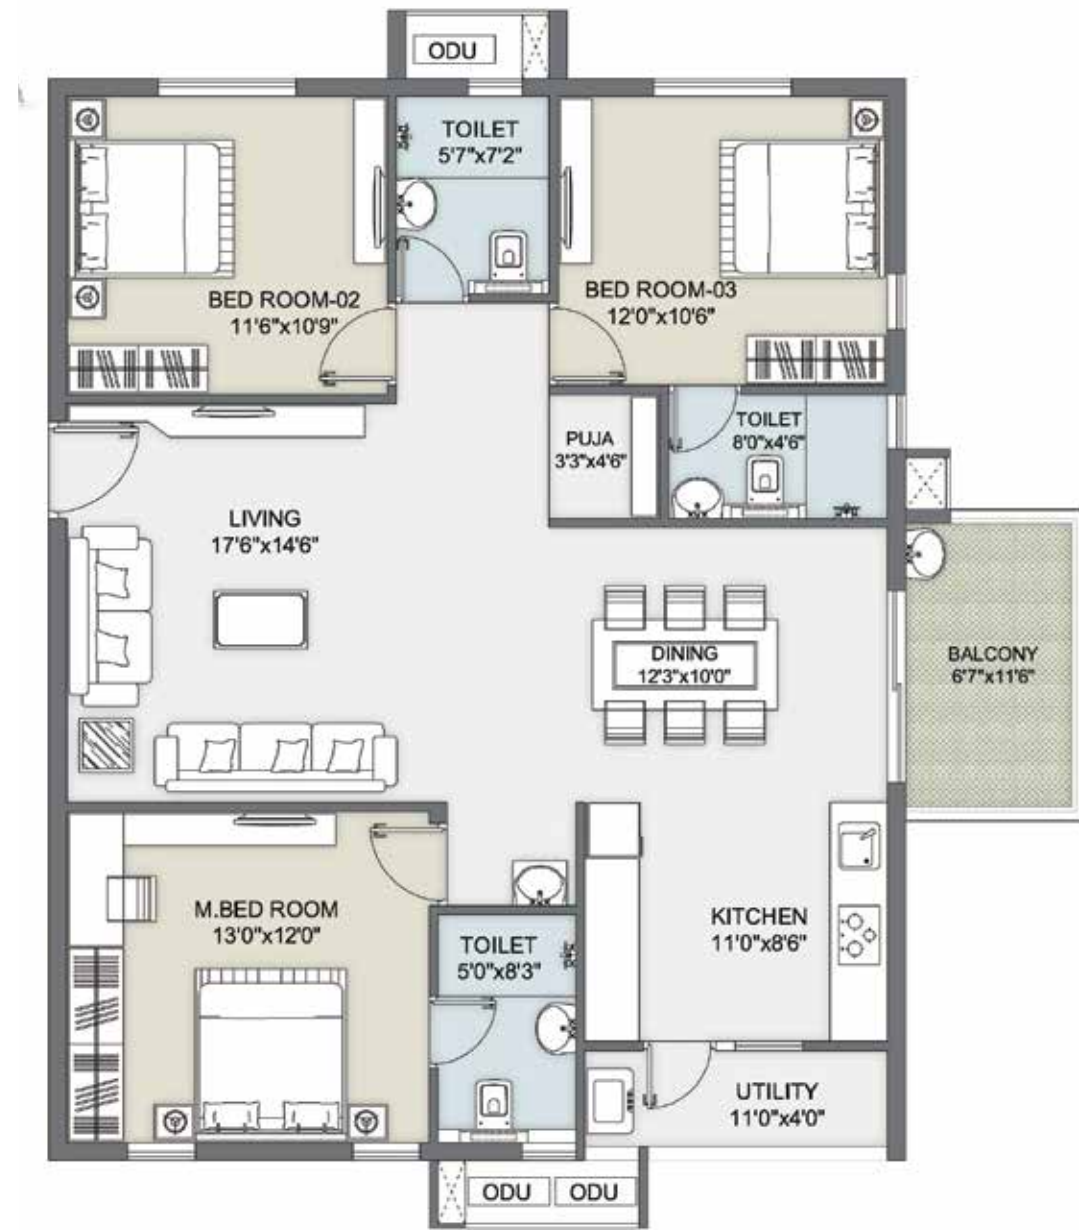 ODU
TOILET
5'7"x7'2"
BED ROOM-02
11'6"x10'9"
BED ROOM-03
12'0"x10'6"
PUJA
3'3"x4'6"
TOILET
8'0"x4'6"
LIVING
17'6"x14'6"
DINING
12'3"x10'0"
BALCONY
6'7"x11'6"
M.BED ROOM
13'0"x12'0"
TOILET
5'0"x8'3"
KITCHEN
11'0"x8'6"
UTILITY
11'0"x4'0"
ODU ODU